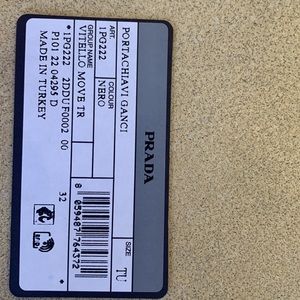 PRADA
PORTACHIAVI GANCI
ART. COLOUR SIZE
1PG222 NERO TU
GROUP NAME
VITELLO MOVE TR
*1PG222 2DDU F0002 00 32
P101 22 04295 D
MADE IN TURKEY
8 059487 764372